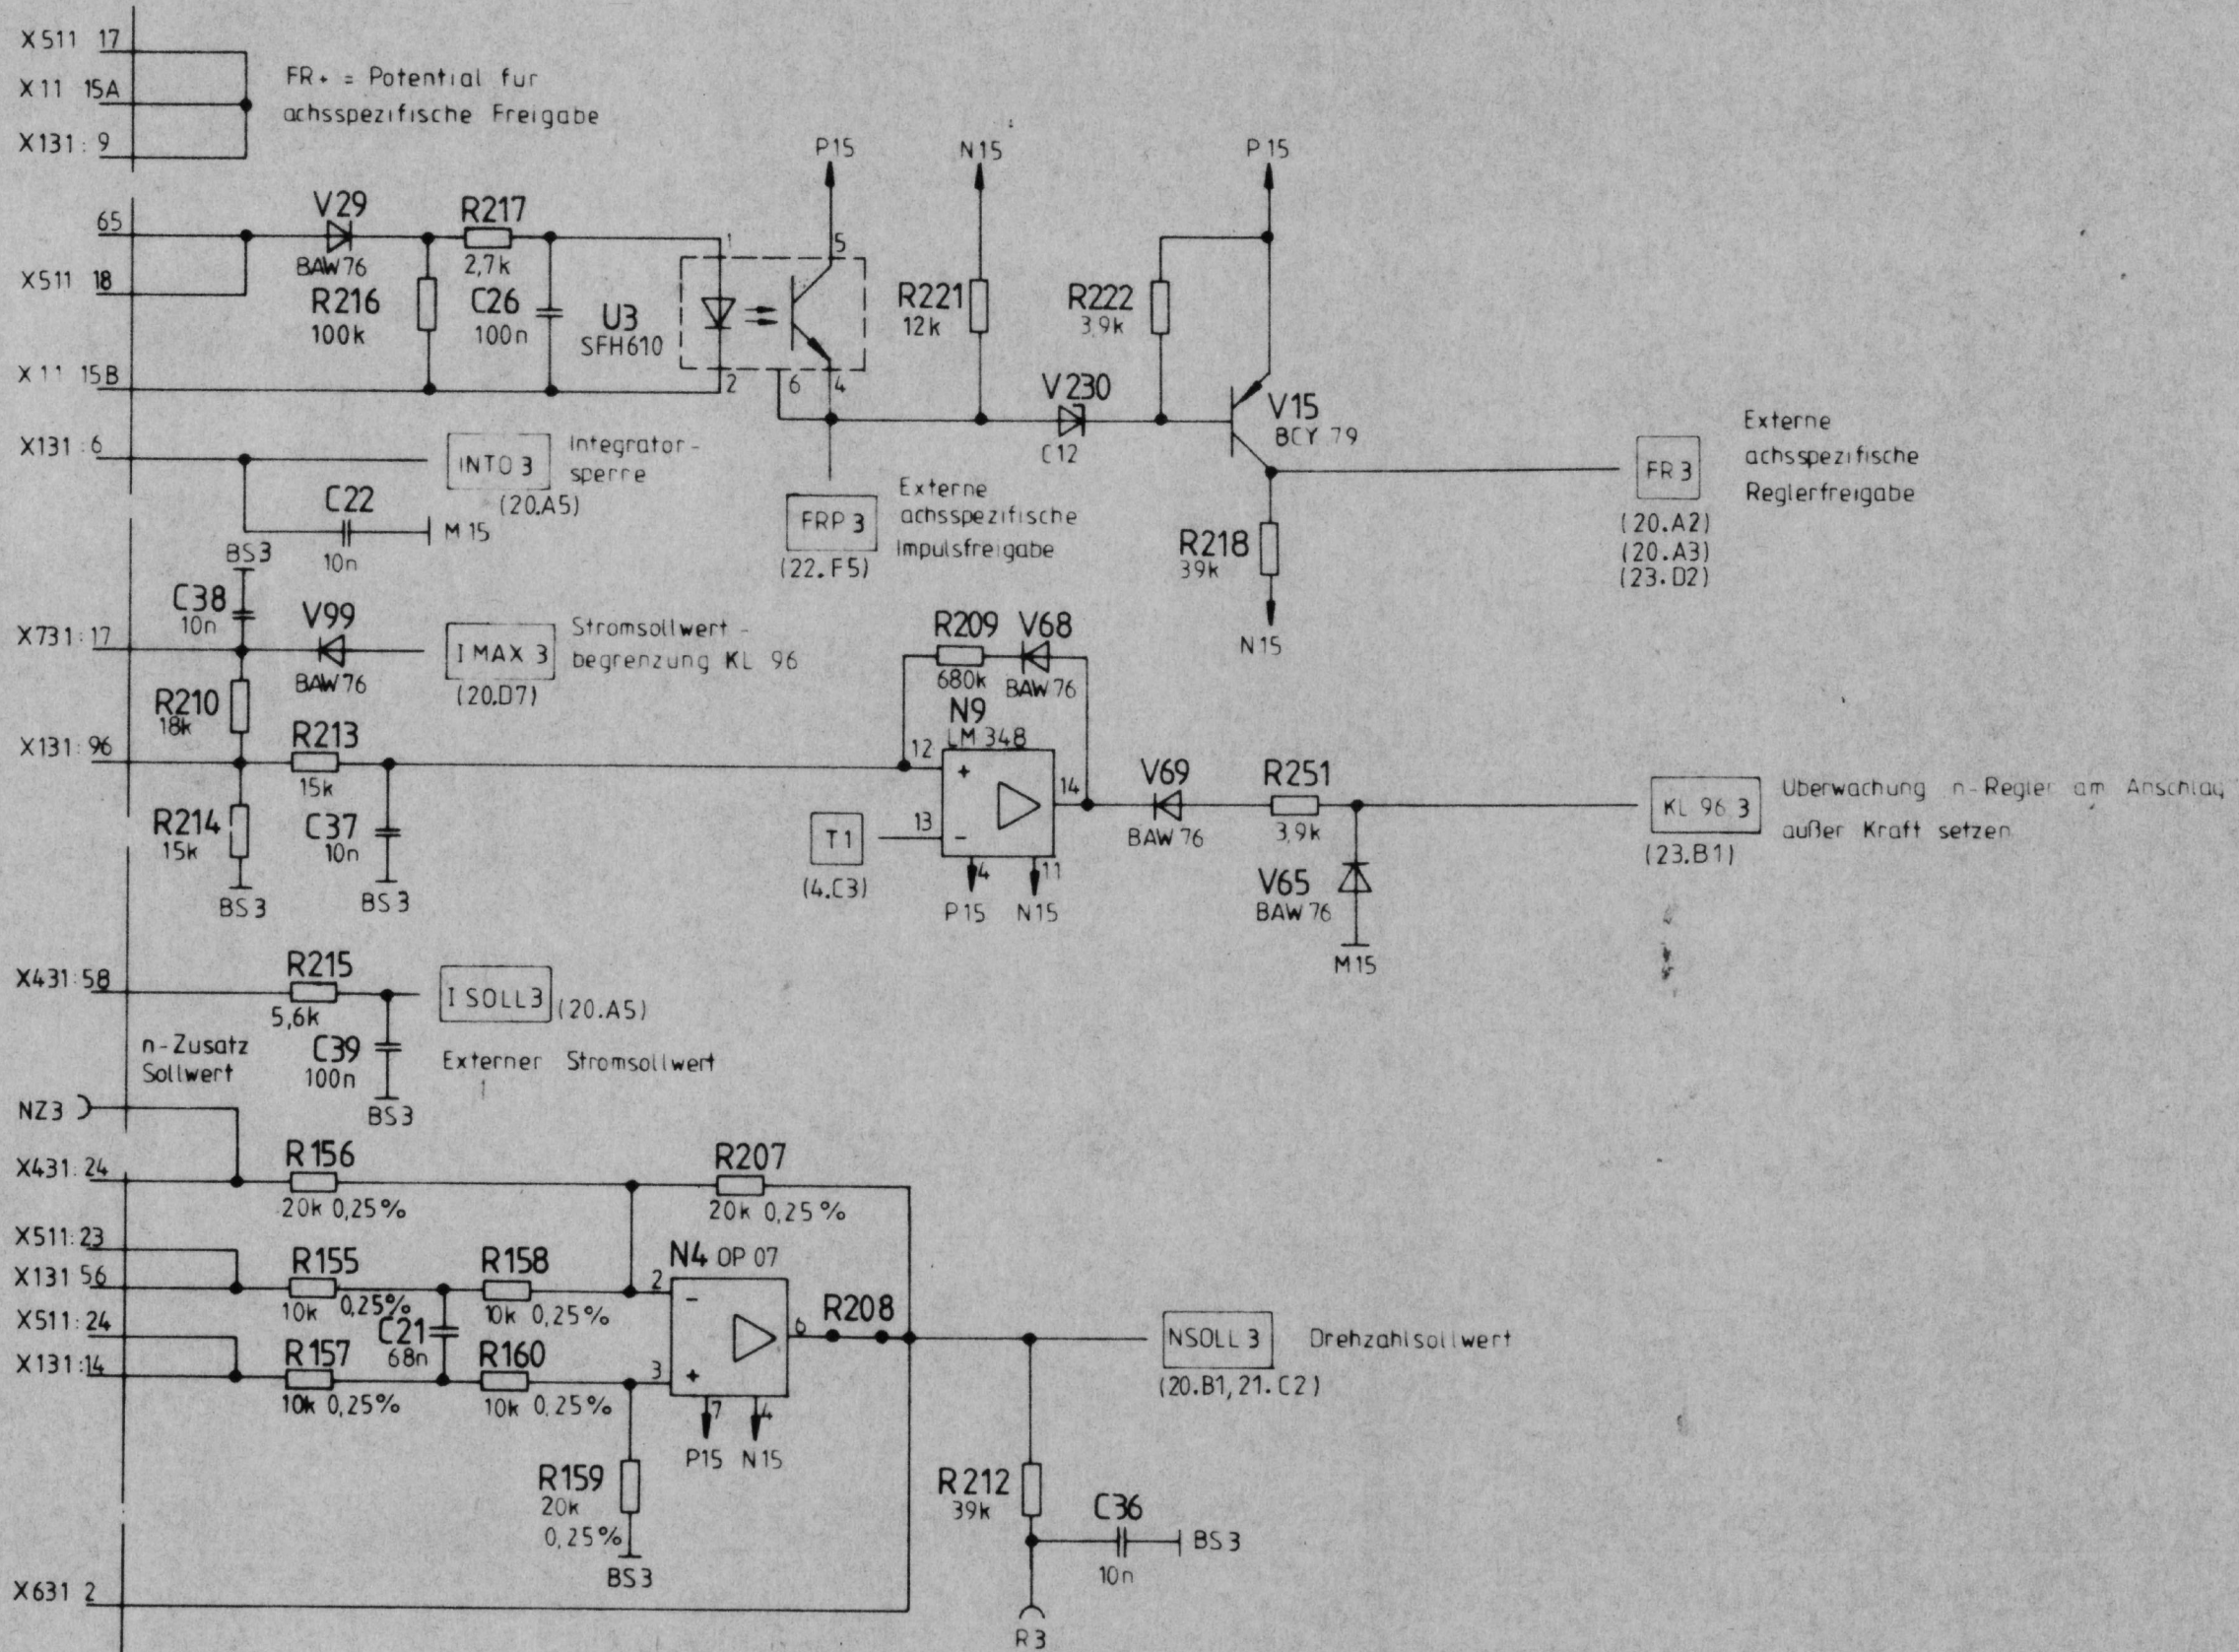 X511 17
X11 15A
X131: 9
FR+ = Potential fur
achsspezifische Freigabe
65
X511 18
X11 15B
V29
BAW76
R217
2,7k
R216
100k
C26
100n
U3
SFH610
1
2
5
6
4
P15
N15
P15
R221
12k
R222
3,9k
V230
C12
V15
BCY 79
FR 3
Externe
achsspezifische
Reglerfreigabe
(20.A2)
(20.A3)
(23.D2)
X131:6
INTO 3
Integrator-
sperre
(20.A5)
C22
10n
M 15
FRP 3
(22.F5)
Externe
achsspezifische
Impulsfreigabe
R218
39k
N15
BS3
C38
10n
X731:17
V99
BAW76
I MAX 3
Stromsollwert -
begrenzung KL 96
(20.D7)
R210
18k
X131:96
R213
15k
R214
15k
C37
10n
BS3
BS3
R209
680k
V68
BAW76
N9
LM 348
12
+
13
-
14
4
11
P15
N15
T1
(4.C3)
V69
BAW 76
R251
3,9k
V65
BAW76
M15
KL 96 3
(23.B1)
Uberwachung n-Regler am Anschlag
außer Kraft setzen
X431:58
R215
5,6k
I SOLL3
(20.A5)
Externer Stromsollwert
C39
100n
BS3
n-Zusatz
Sollwert
NZ3
X431:24
R156
20k 0,25%
R207
20k 0,25%
X511:23
X131 56
X511:24
X131:14
R155
10k 0,25%
R158
10k 0,25%
C21
68n
R157
10k 0,25%
R160
10k 0,25%
N4 OP 07
2
-
3
+
6
7
4
P15
N15
R208
NSOLL 3
Drehzahlsollwert
(20.B1, 21.C2)
R159
20k
0,25%
BS3
R212
39k
C36
10n
BS3
R3
X631 2